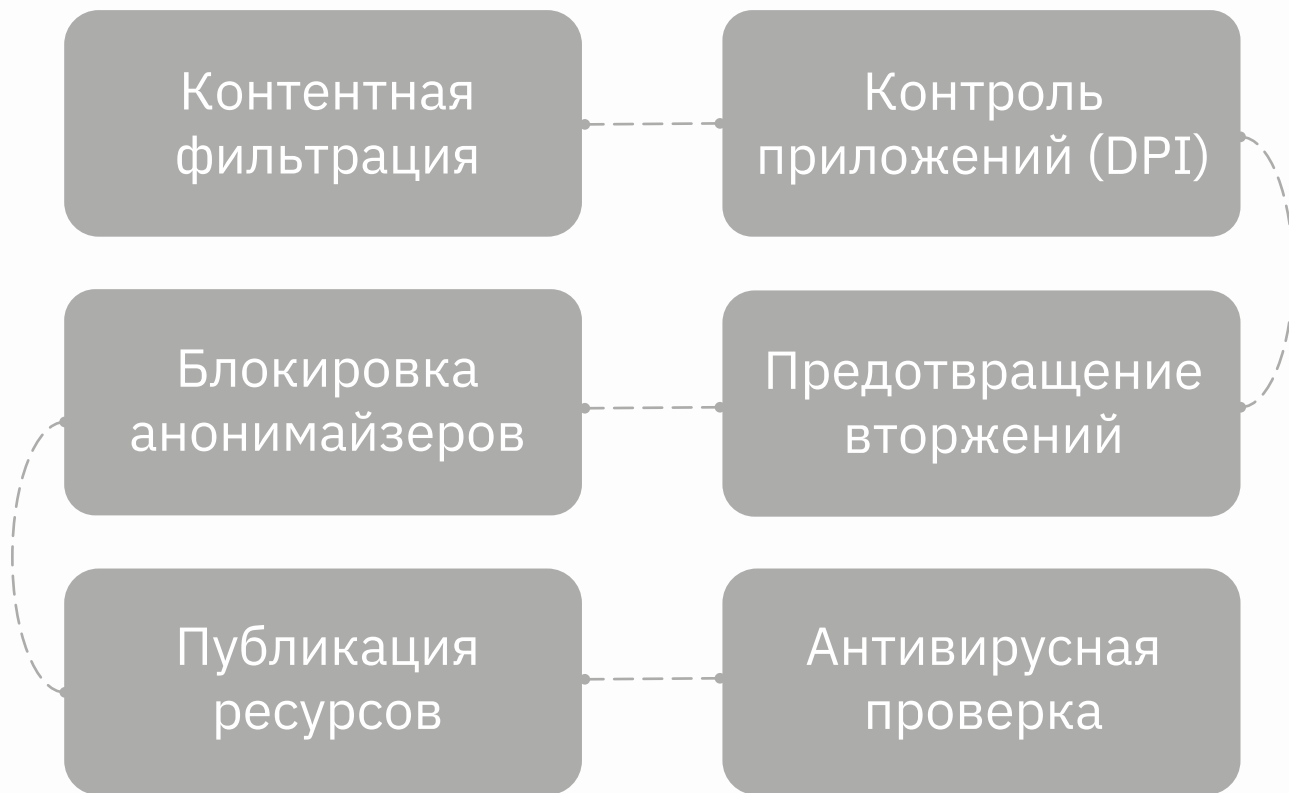 Контентная
фильтрация
Контроль
приложений (DPI)
Блокировка
анонимайзеров
Предотвращение
вторжений
Публикация
ресурсов
Антивирусная
проверка